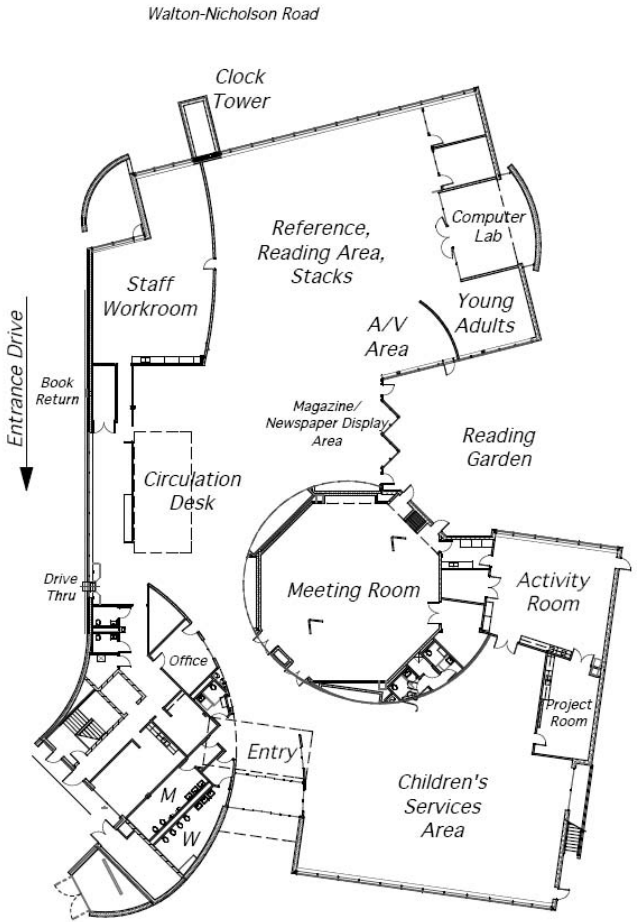 Walton-Nicholson Road
Clock
Tower
Reference,
Reading Area,
Stacks
Computer
Lab
Staff
Workroom
Young
Adults
A/V
Area
Entrance Drive
Book
Return
Magazine/
Newspaper Display
Area
Reading
Garden
Circulation
Desk
Drive
Thru
Meeting Room
Activity
Room
Office
Project
Room
Entry
Children's
Services
Area
M
W